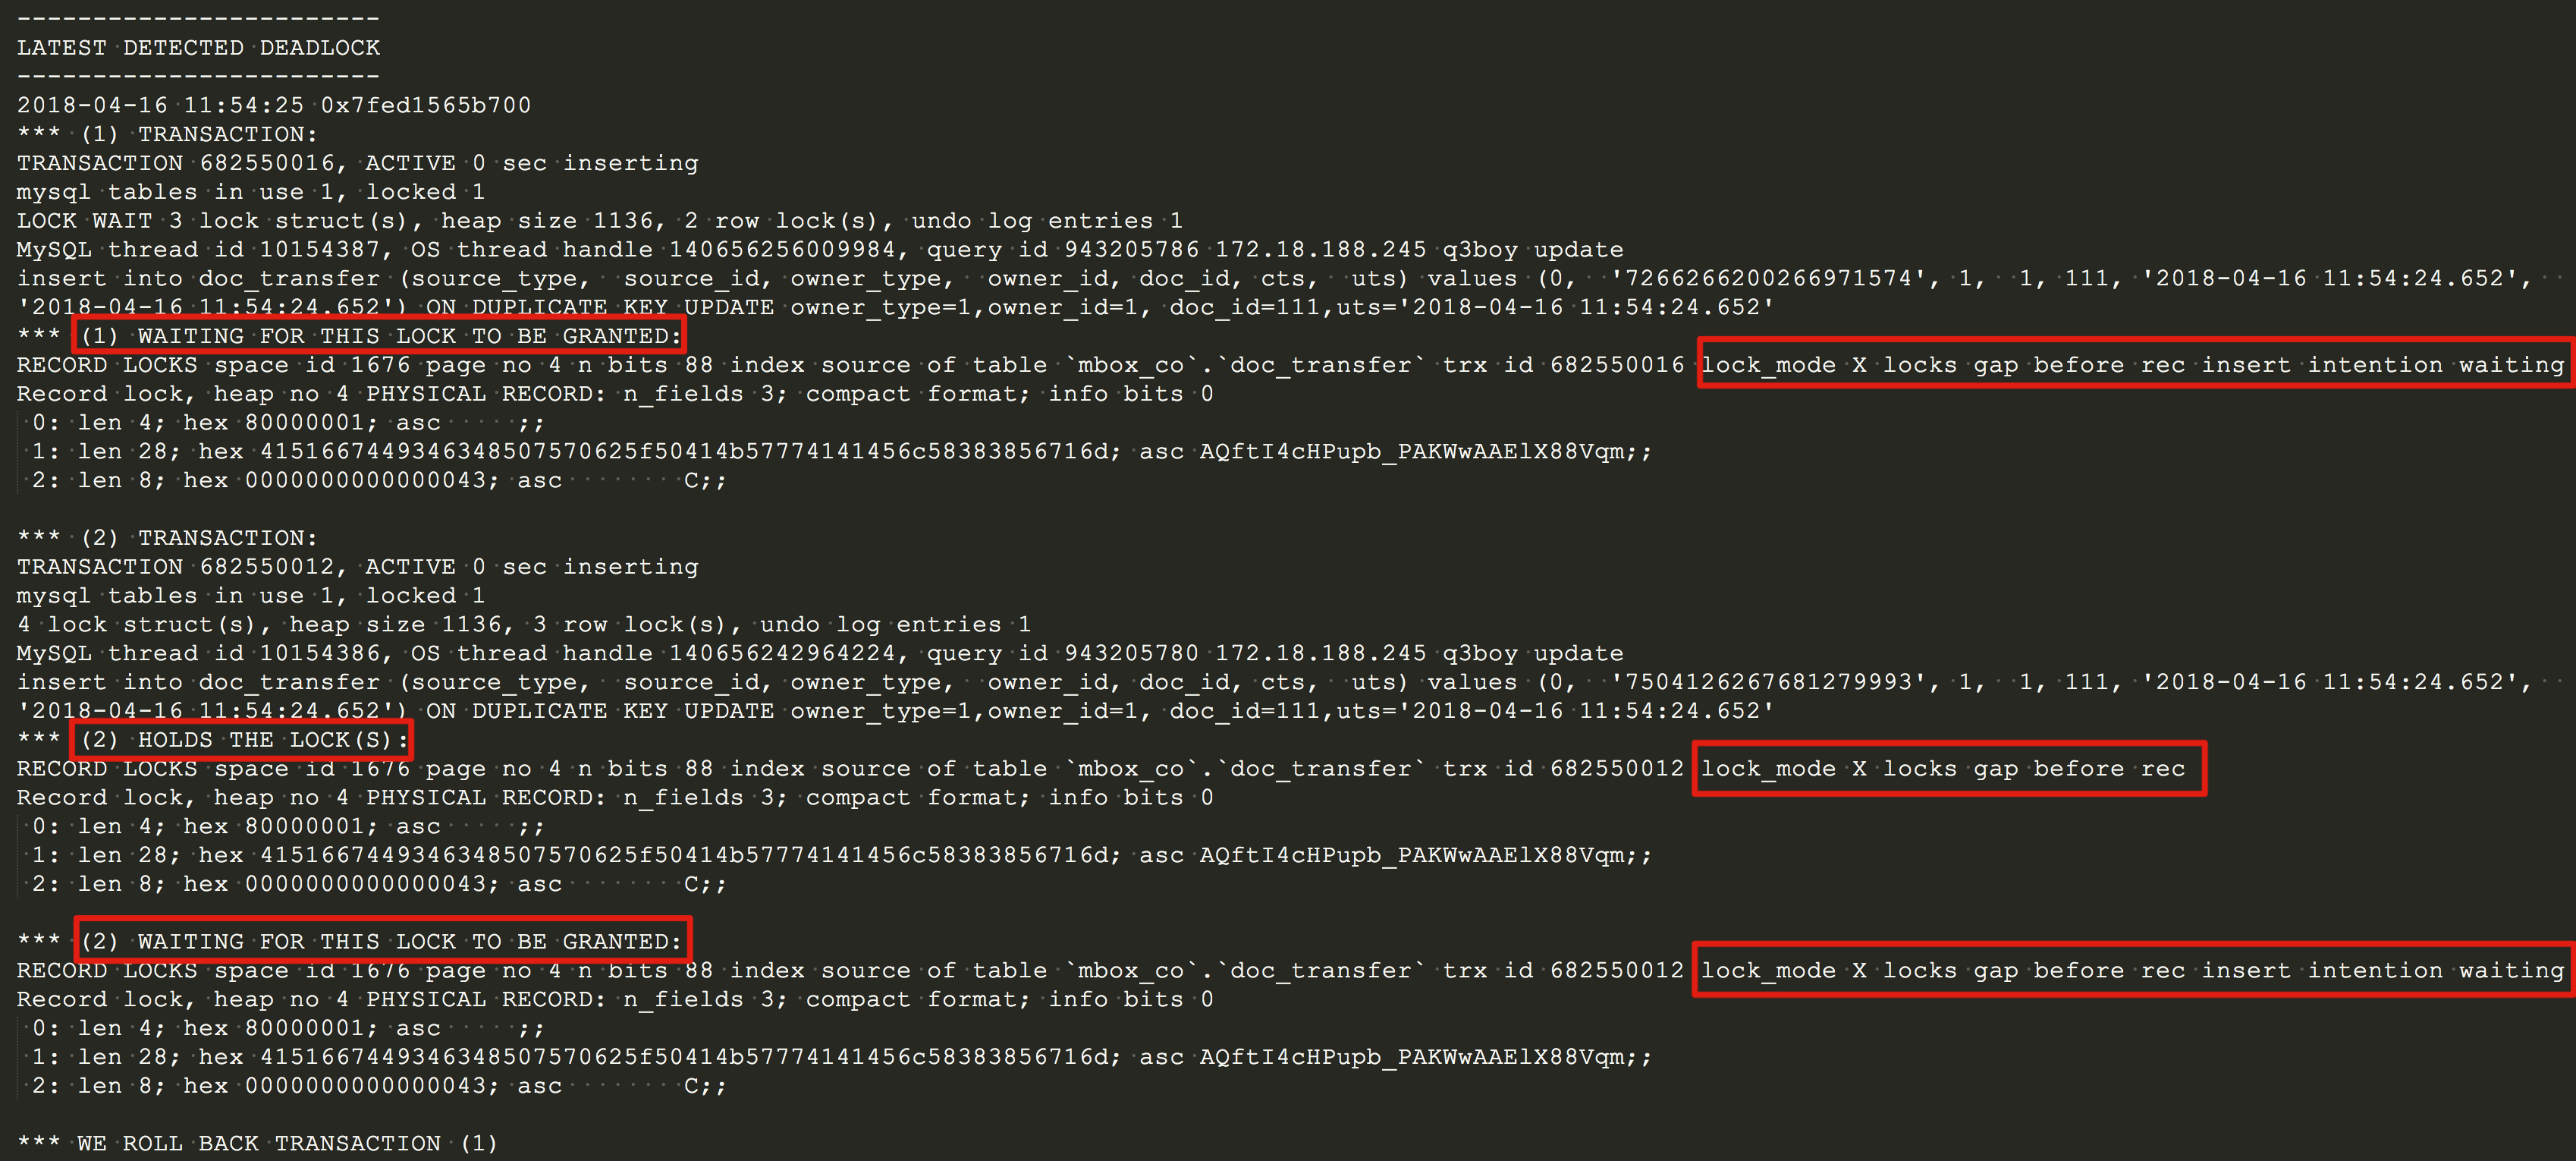 ------------------------
LATEST DETECTED DEADLOCK
------------------------
2018-04-16 11:54:25 0x7fed1565b700
*** (1) TRANSACTION:
TRANSACTION 682550016, ACTIVE 0 sec inserting
mysql tables in use 1, locked 1
LOCK WAIT 3 lock struct(s), heap size 1136, 2 row lock(s), undo log entries 1
MySQL thread id 10154387, OS thread handle 140656256009984, query id 943205786 172.18.188.245 q3boy update
insert into doc_transfer (source_type,  source_id, owner_type,  owner_id, doc_id, cts,  uts) values (0,  '7266266200266971574', 1,  1, 111, '2018-04-16 11:54:24.652',
'2018-04-16 11:54:24.652') ON DUPLICATE KEY UPDATE owner_type=1,owner_id=1, doc_id=111,uts='2018-04-16 11:54:24.652'
*** (1) WAITING FOR THIS LOCK TO BE GRANTED:
RECORD LOCKS space id 1676 page no 4 n bits 88 index source of table `mbox_co`.`doc_transfer` trx id 682550016 lock_mode X locks gap before rec insert intention waiting
Record lock, heap no 4 PHYSICAL RECORD: n_fields 3; compact format; info bits 0
0: len 4; hex 80000001; asc     ;;
1: len 28; hex 41516674493463485075​70625f50414b57774141456c58383856716d; asc AQftI4cHPupb_PAKWwAAElX88Vqm;;
2: len 8; hex 0000000000000043; asc        C;;

*** (2) TRANSACTION:
TRANSACTION 682550012, ACTIVE 0 sec inserting
mysql tables in use 1, locked 1
4 lock struct(s), heap size 1136, 3 row lock(s), undo log entries 1
MySQL thread id 10154386, OS thread handle 140656242964224, query id 943205780 172.18.188.245 q3boy update
insert into doc_transfer (source_type,  source_id, owner_type,  owner_id, doc_id, cts,  uts) values (0,  '7504126267681279993', 1,  1, 111, '2018-04-16 11:54:24.652',
'2018-04-16 11:54:24.652') ON DUPLICATE KEY UPDATE owner_type=1,owner_id=1, doc_id=111,uts='2018-04-16 11:54:24.652'
*** (2) HOLDS THE LOCK(S):
RECORD LOCKS space id 1676 page no 4 n bits 88 index source of table `mbox_co`.`doc_transfer` trx id 682550012 lock_mode X locks gap before rec
Record lock, heap no 4 PHYSICAL RECORD: n_fields 3; compact format; info bits 0
0: len 4; hex 80000001; asc     ;;
1: len 28; hex 4151667449346348507570625f50414b57774141456c58383856716d; asc AQftI4cHPupb_PAKWwAAElX88Vqm;;
2: len 8; hex 0000000000000043; asc        C;;

*** (2) WAITING FOR THIS LOCK TO BE GRANTED:
RECORD LOCKS space id 1676 page no 4 n bits 88 index source of table `mbox_co`.`doc_transfer` trx id 682550012 lock_mode X locks gap before rec insert intention waiting
Record lock, heap no 4 PHYSICAL RECORD: n_fields 3; compact format; info bits 0
0: len 4; hex 80000001; asc     ;;
1: len 28; hex 4151667449346348507570625f50414b57774141456c58383856716d; asc AQftI4cHPupb_PAKWwAAElX88Vqm;;
2: len 8; hex 0000000000000043; asc        C;;

*** WE ROLL BACK TRANSACTION (1)